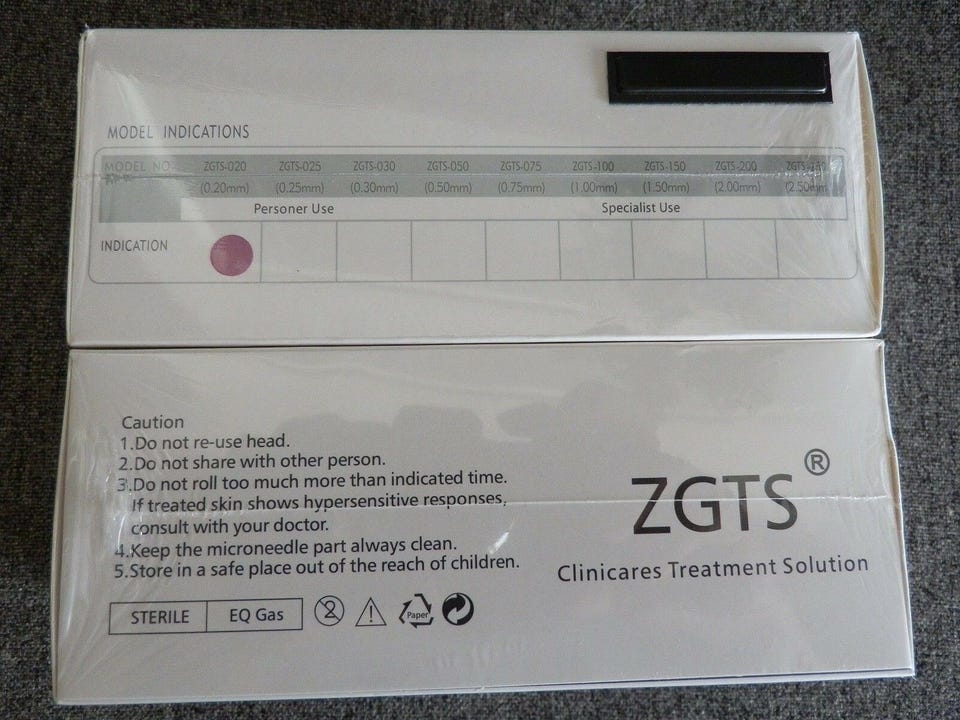 MODEL INDICATIONS
MODEL NO. ZGTS-020 ZGTS-025 ZGTS-030 ZGTS-050 ZGTS-075 ZGTS-100 ZGTS-150 ZGTS-200
(0.20mm) (0.25mm) (0.30mm) (0.50mm) (0.75mm) (1.00mm) (1.50mm) (2.00mm) (2.50mm
Personer Use Specialist Use
INDICATION
Caution
1.Do not re-use head.
2.Do not share with other person.
3.Do not roll too much more than indicated time.
If treated skin shows hypersensitive responses,
consult with your doctor.
4.Keep the microneedle part always clean.
5.Store in a safe place out of the reach of children.
STERILE EQ Gas
2
Paper
ZGTS®
Clinicares Treatment Solution